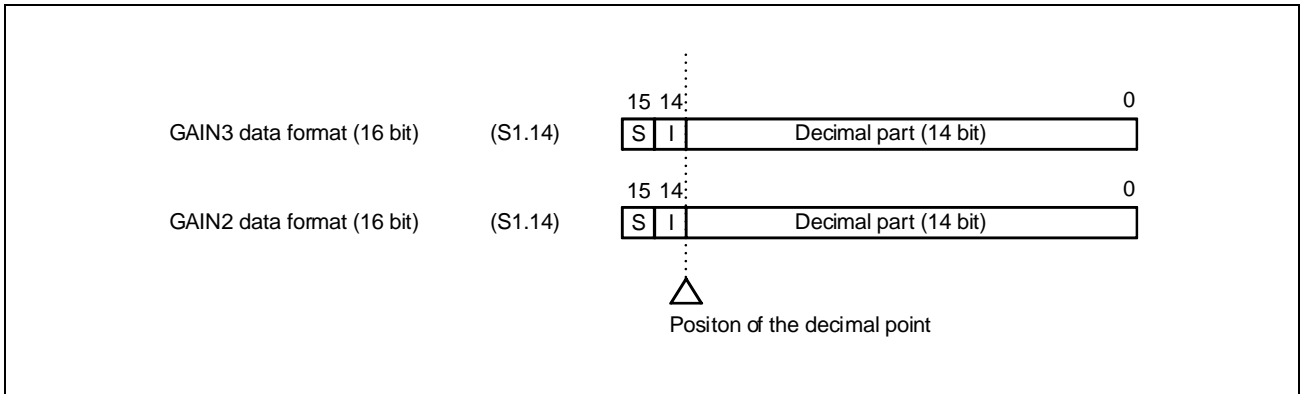 15 14 0
GAIN3 data format (16 bit) (S1.14) S I Decimal part (14 bit)
15 14 0
GAIN2 data format (16 bit) (S1.14) S I Decimal part (14 bit)
Positon of the decimal point